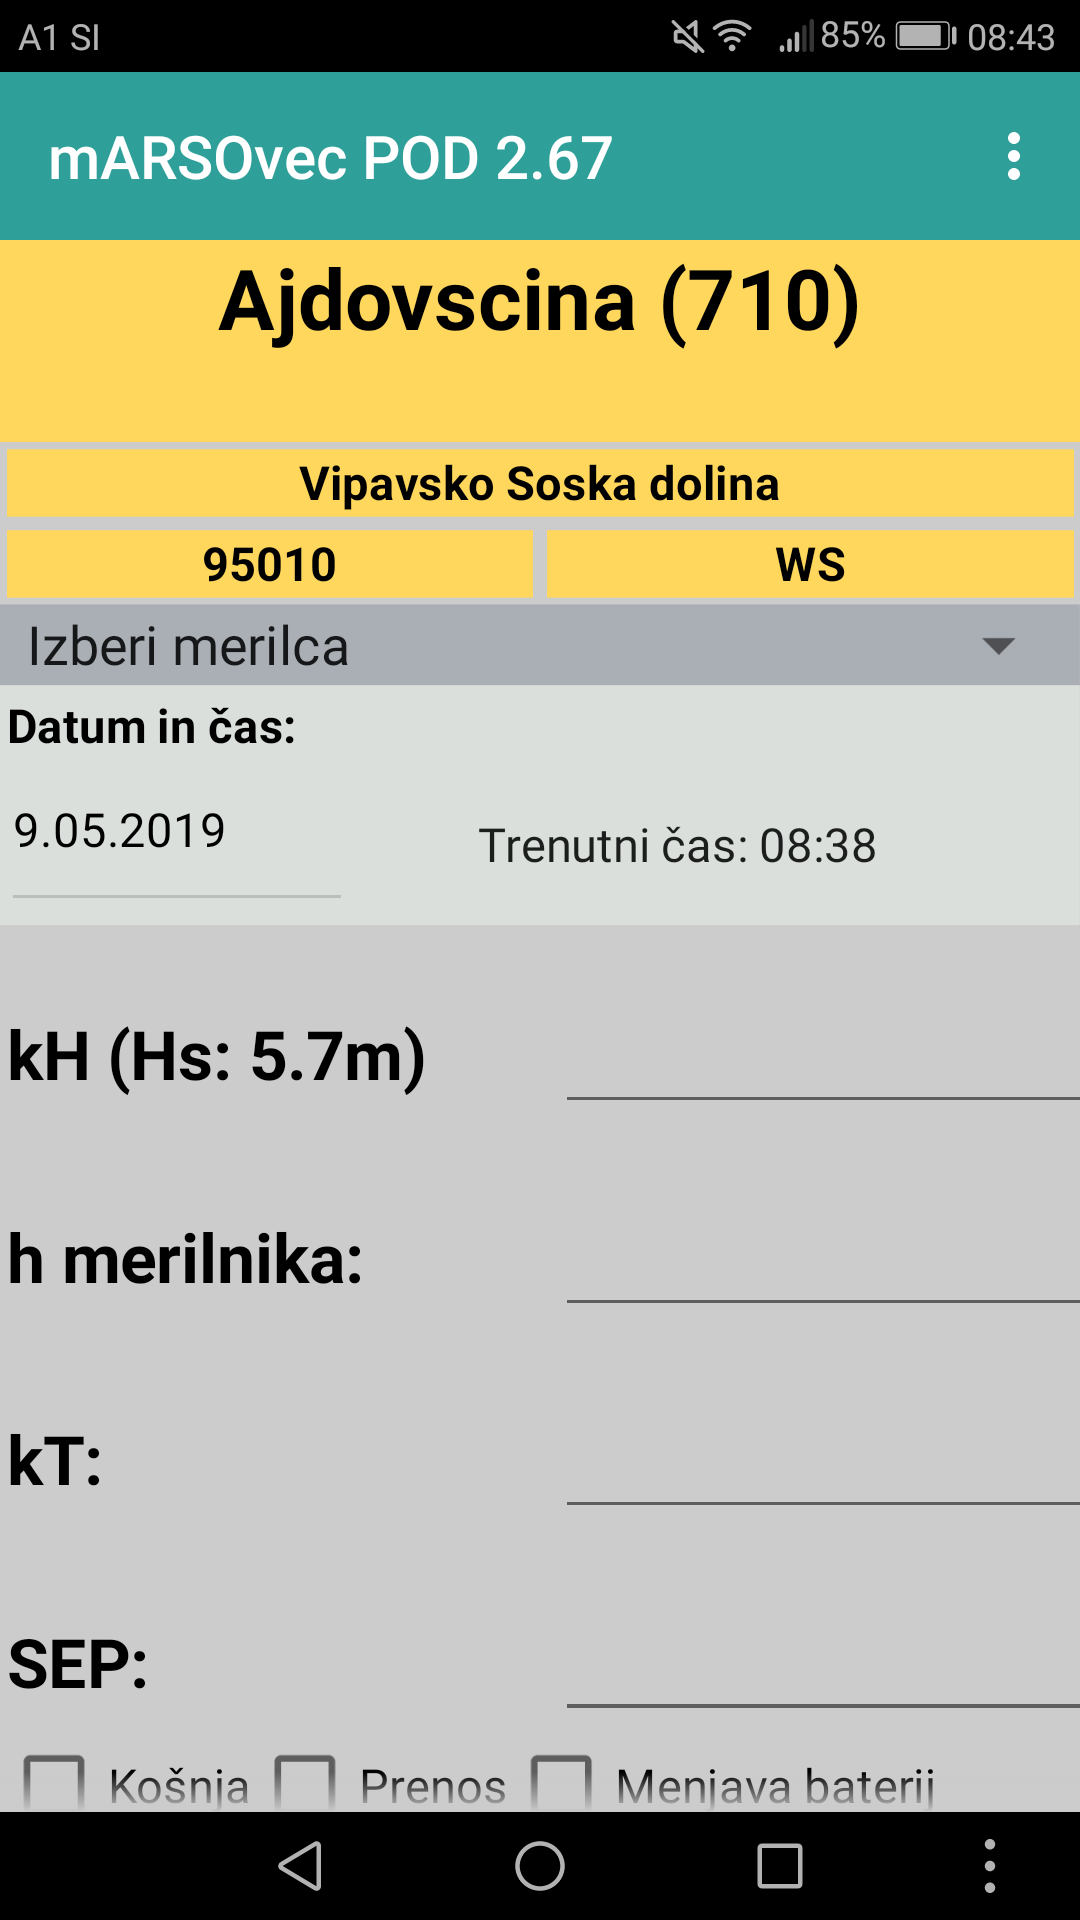 A1 SI 85% 08:43
mARSOvec POD 2.67
Ajdovscina (710)
Vipavsko Soska dolina
95010 WS
Izberi merilca
Datum in čas:
9.05.2019 Trenutni čas: 08:38
kH (Hs: 5.7m)
h merilnika:
kT:
SEP:
Košnja Prenos Menjava baterij